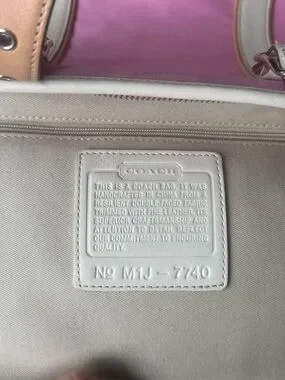 COACH
THIS IS A COACH BAG. IT WAS
HANDCRAFTED IN CHINA FROM A
RESILIENT DOUBLE-FACED FABRIC
TRIMMED WITH FINE LEATHER. ITS
SUPERIOR CRAFTSMANSHIP AND
ATTENTION TO DETAIL REFLECT
OUR COMMITMENT TO ENDURING
QUALITY.
No M1J-7740